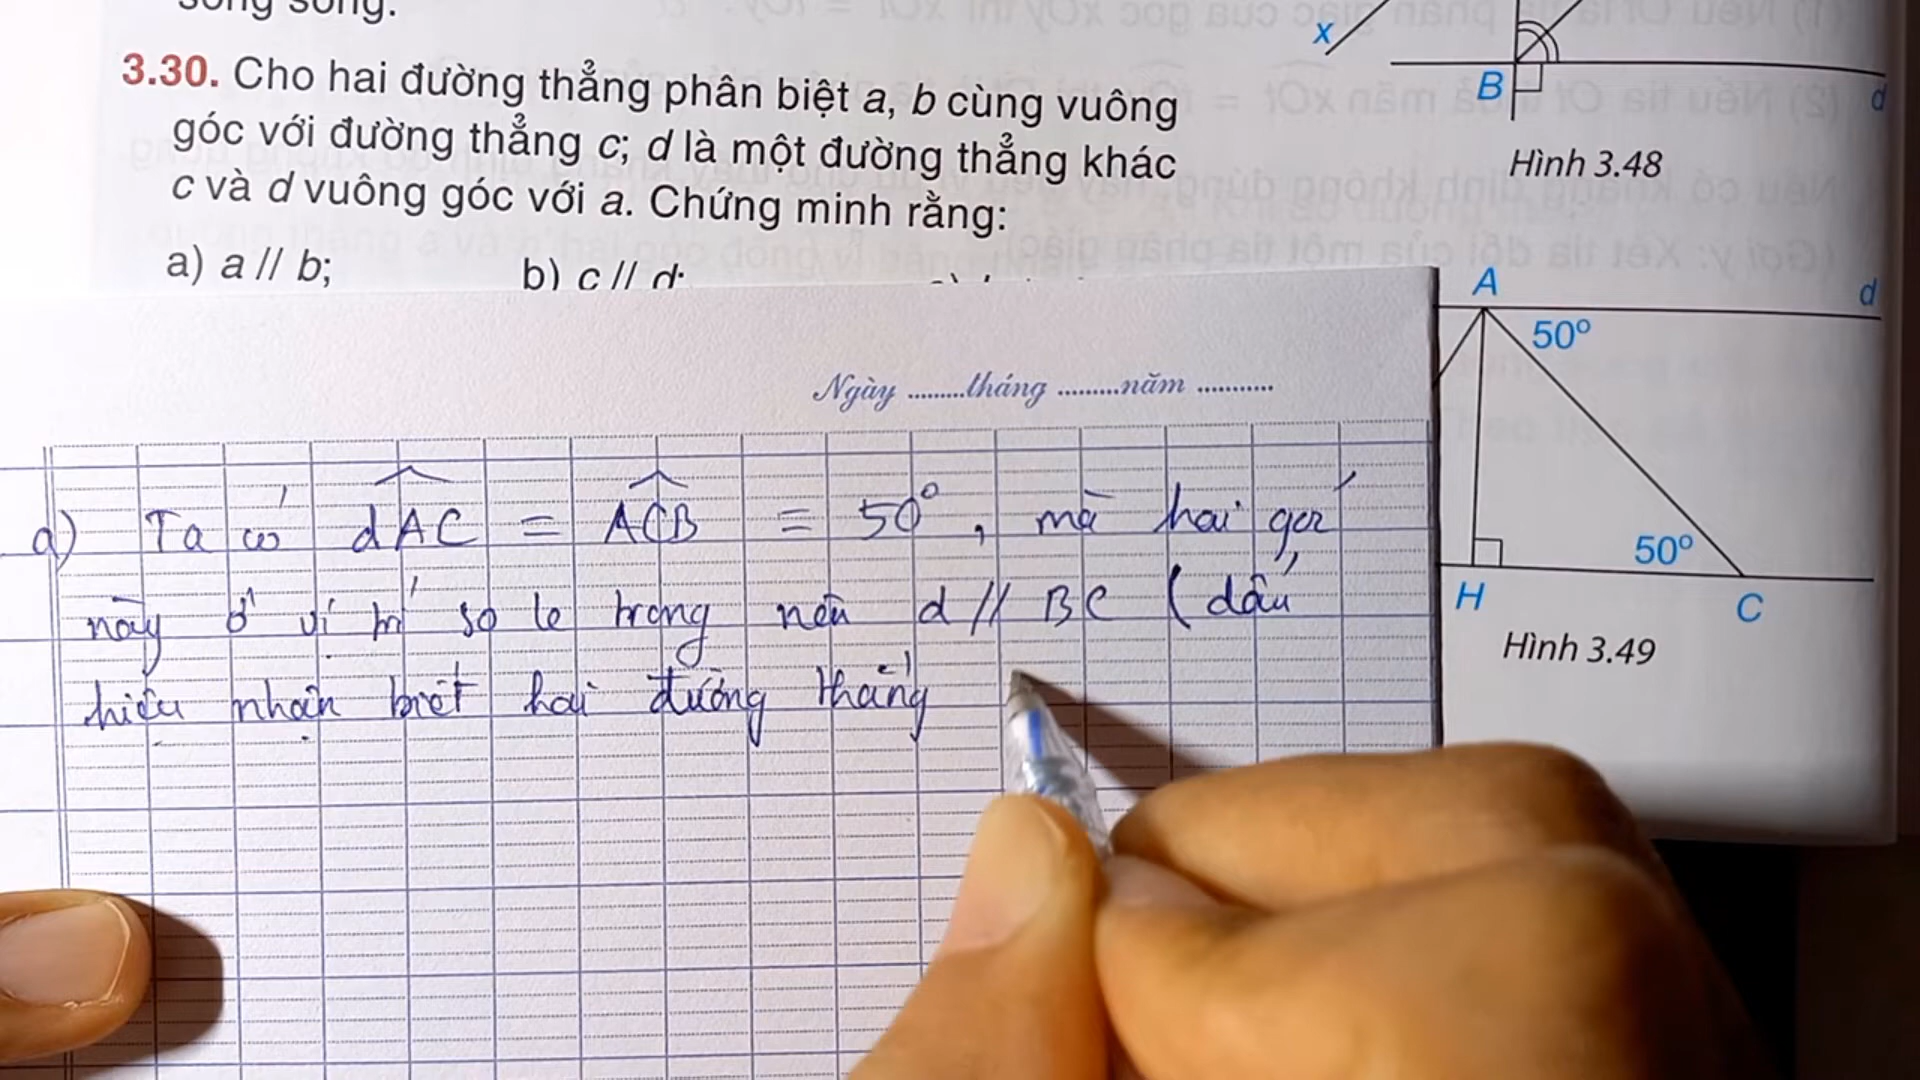 song song.
3.30. Cho hai đường thẳng phân biệt a, b cùng vuông
góc với đường thẳng c; d là một đường thẳng khác
c và d vuông góc với a. Chứng minh rằng:
a) a // b;
b) c // d;
x
B
d
Hình 3.48
A
d
50°
50°
H
C
Hình 3.49
Ngày ........tháng .........năm ...........
a) Ta có dAC = ACB = 50°, mà hai góc
này ở vị trí so le trong nên d // BC (dấu
hiệu nhận biết hai đường thẳng